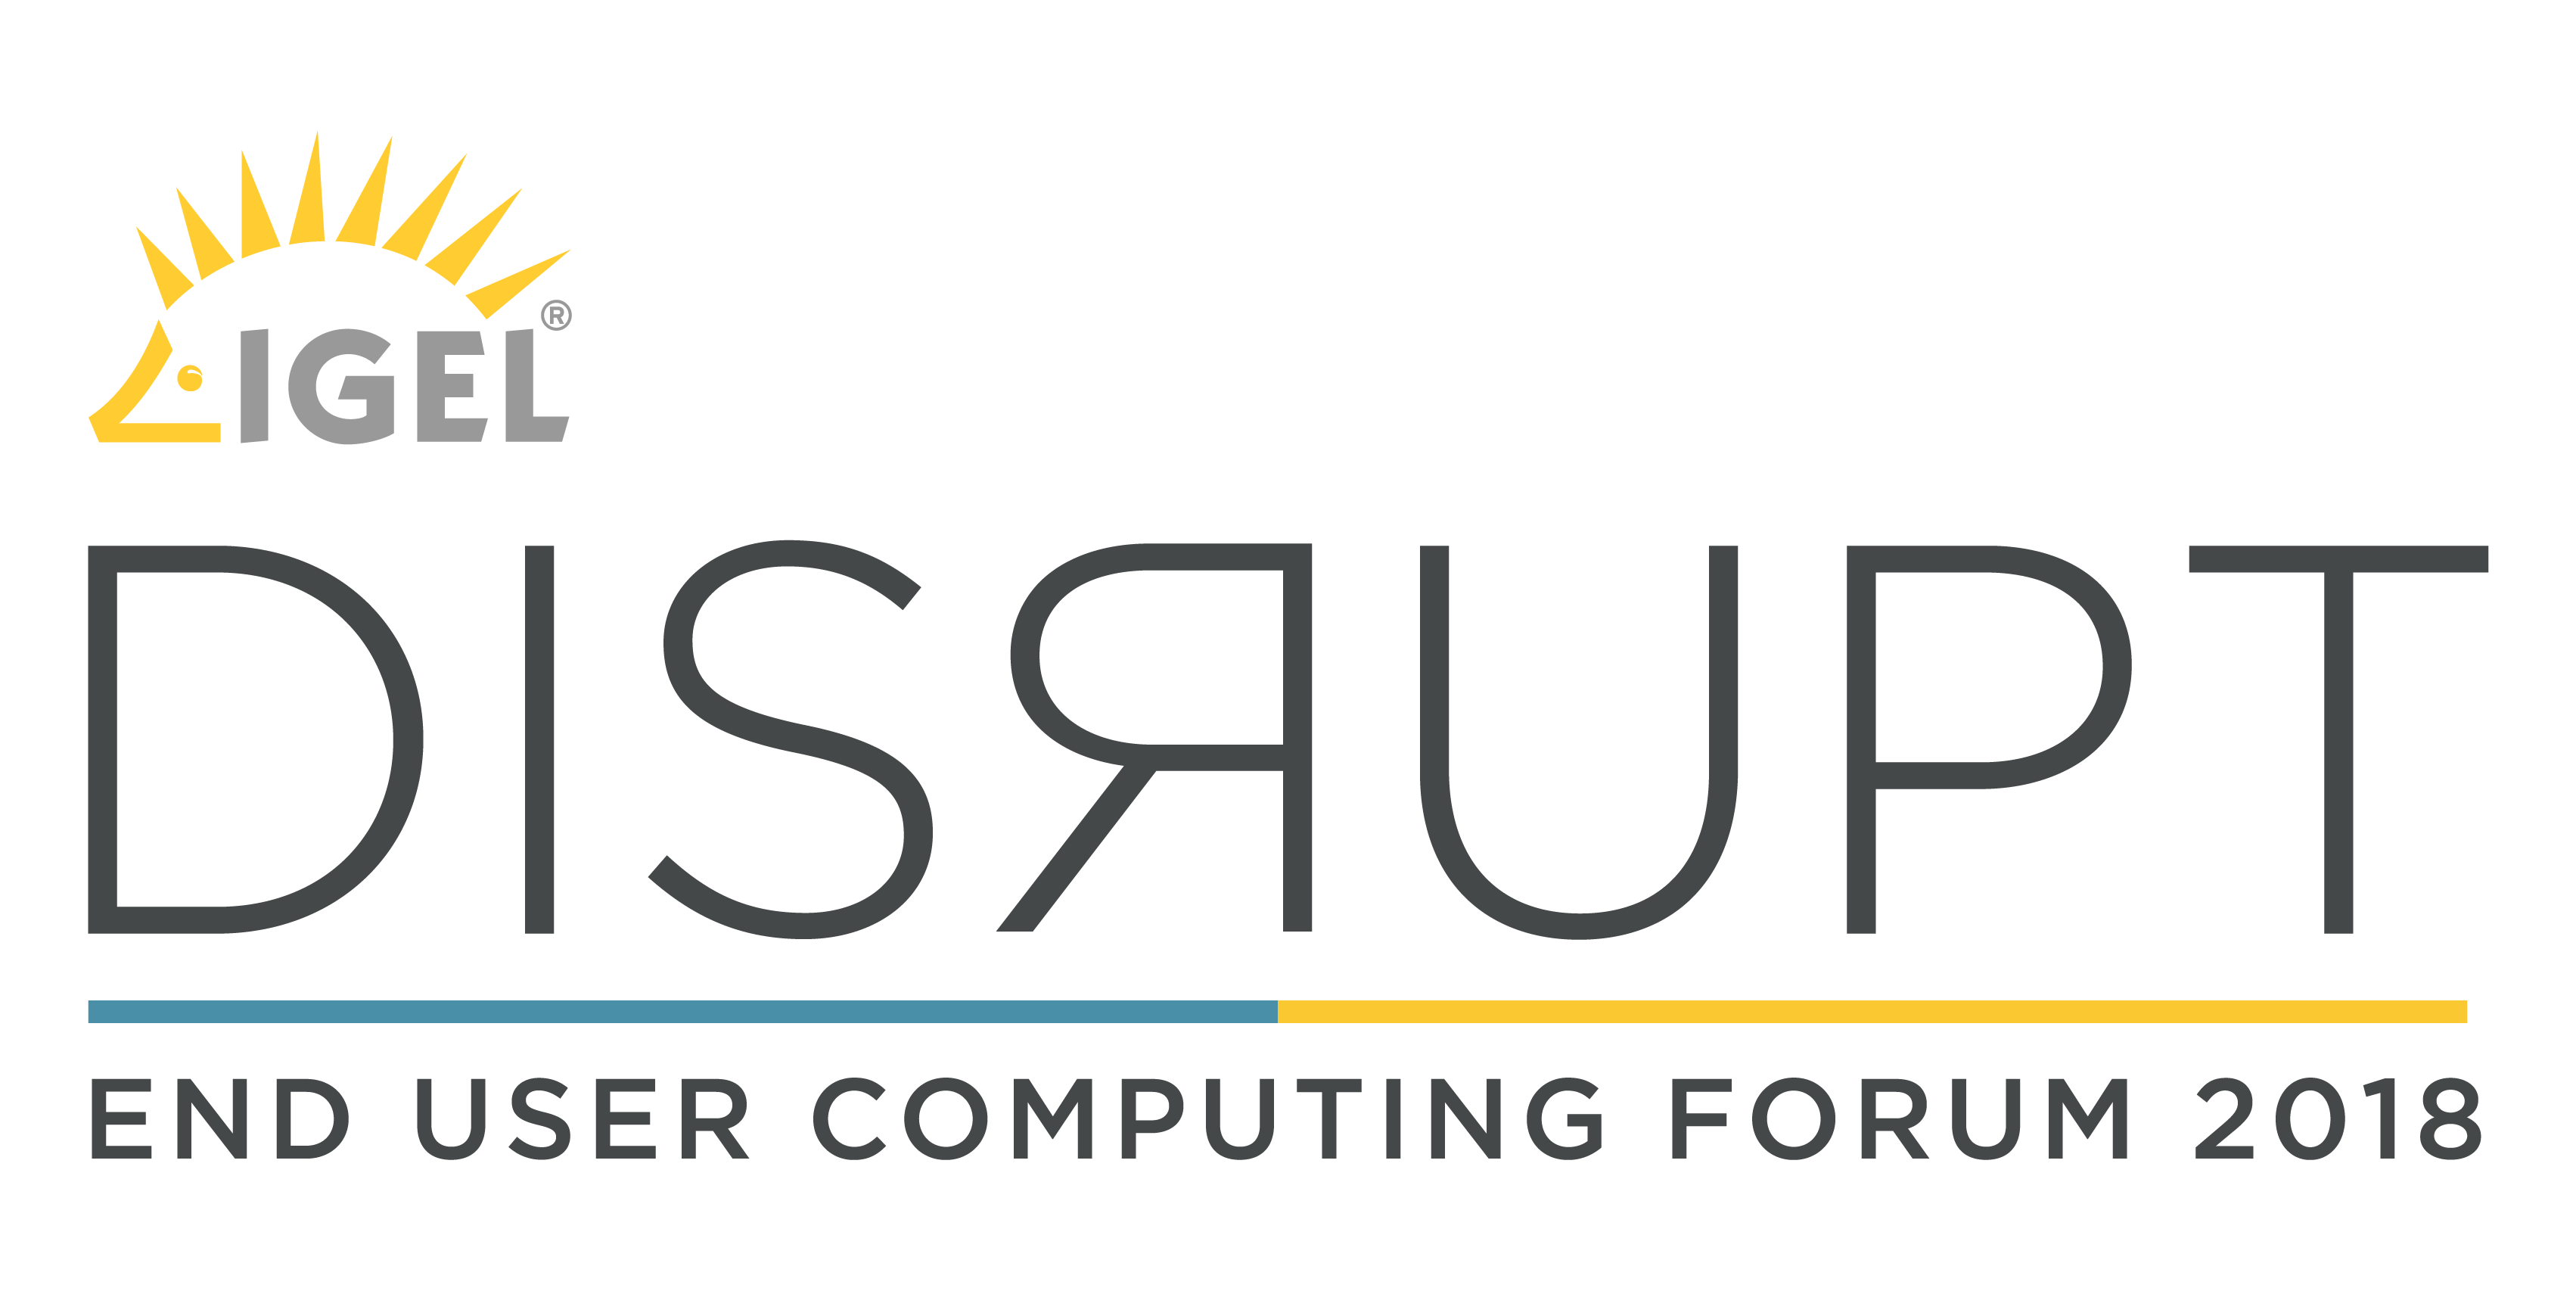 IGEL®
DISЯUPT
END USER COMPUTING FORUM 2018